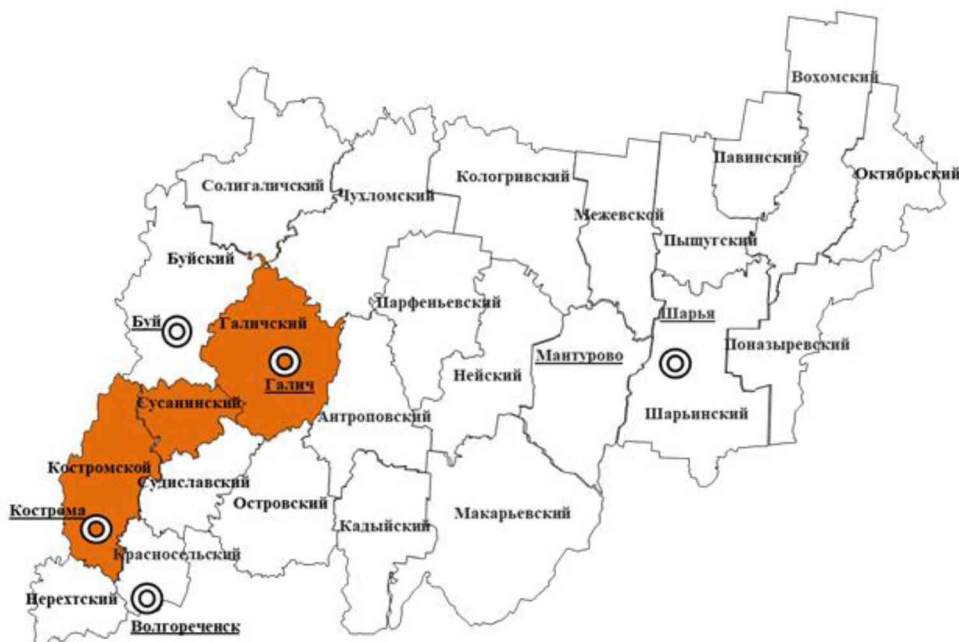 Вохомский
Павинский
Октябрьский
Солигаличский
Чухломский
Кологривский
Межевской
Пыщугский
Буйский
Парфеньевский
Шарья
Буй
Галичский
Мантурово
Поназыревский
Галич
Нейский
Сусанинский
Антроповский
Шарьинский
Костромской
Судиславский
Островский
Кострома
Кадыйский
Макарьевский
Красносельский
Нерехтский
Волгореченск